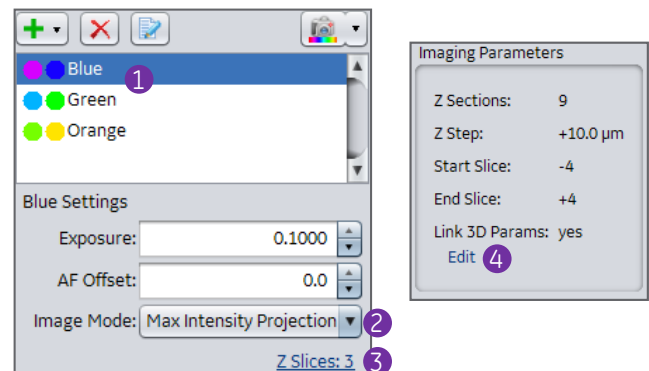 Blue
1
Green
Orange
Blue Settings
Exposure: 0.1000
AF Offset: 0.0
Image Mode: Max Intensity Projection 2
Z Slices: 3 3
Imaging Parameters
Z Sections: 9
Z Step: +10.0 µm
Start Slice: -4
End Slice: +4
Link 3D Params: yes
Edit 4